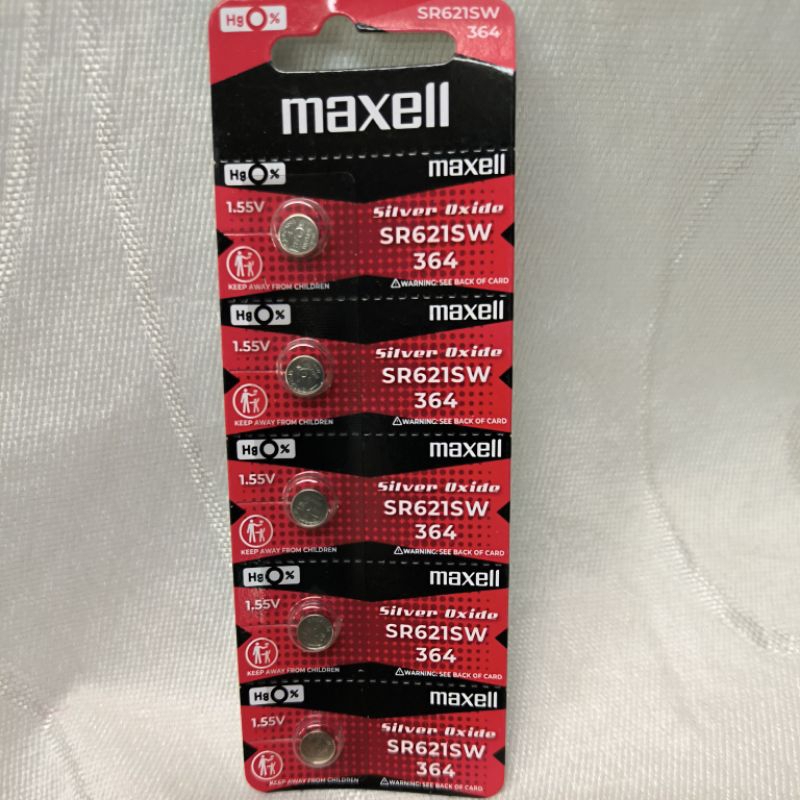 Hg0%
SR621SW
364
maxell
Hg0%
maxell
1.55V
Silver Oxide
SR621SW
364
KEEP AWAY FROM CHILDREN
⚠WARNING: SEE BACK OF CARD
Hg0%
maxell
1.55V
Silver Oxide
SR621SW
364
KEEP AWAY FROM CHILDREN
⚠WARNING: SEE BACK OF CARD
Hg0%
maxell
1.55V
Silver Oxide
SR621SW
364
KEEP AWAY FROM CHILDREN
⚠WARNING: SEE BACK OF CARD
Hg0%
maxell
1.55V
Silver Oxide
SR621SW
364
KEEP AWAY FROM CHILDREN
⚠WARNING: SEE BACK OF CARD
Hg0%
maxell
1.55V
Silver Oxide
SR621SW
364
KEEP AWAY FROM CHILDREN
⚠WARNING: SEE BACK OF CARD